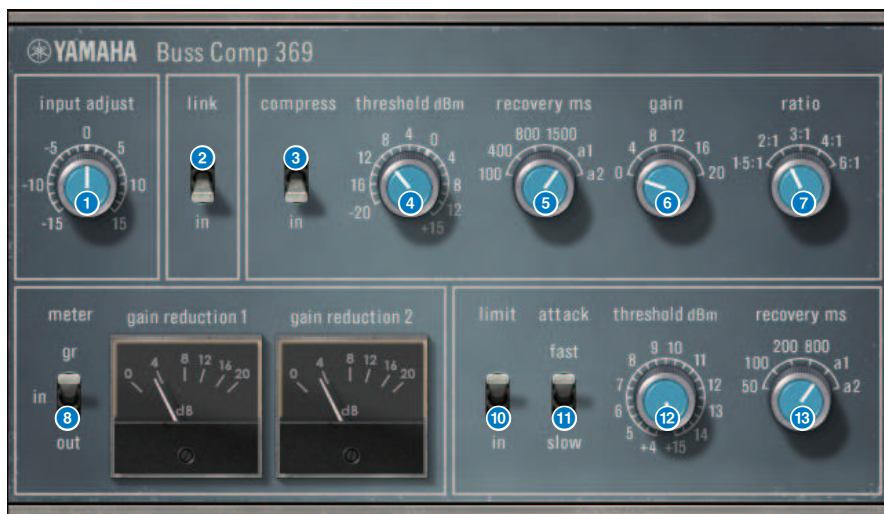 YAMAHA Buss Comp 369
input adjust
-15 -10 -5 0 5 10 15
1
link
2
in
compress
3
in
threshold dBm
-20 16 12 8 4 0 4 8 12 +15
4
recovery ms
100 400 800 1500 a1 a2
5
gain
0 4 8 12 16 20
6
ratio
1·5:1 2:1 3:1 4:1 6:1
7
meter
gr
in
8
out
gain reduction 1
0 4 8 12 16 20
dB
gain reduction 2
0 4 8 12 16 20
dB
limit
10
in
attack
fast
11
slow
threshold dBm
+4 5 6 7 8 9 10 11 12 13 14 +15
12
recovery ms
50 100 200 800 a1 a2
13